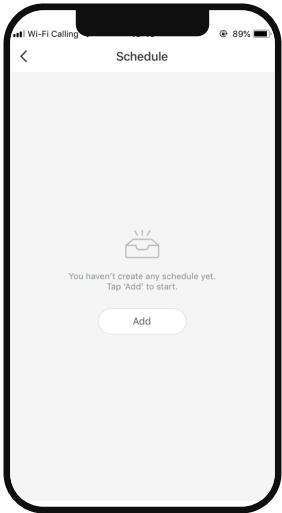 Wi-Fi Calling
89%
Schedule
You haven't create any schedule yet.
Tap 'Add' to start.
Add